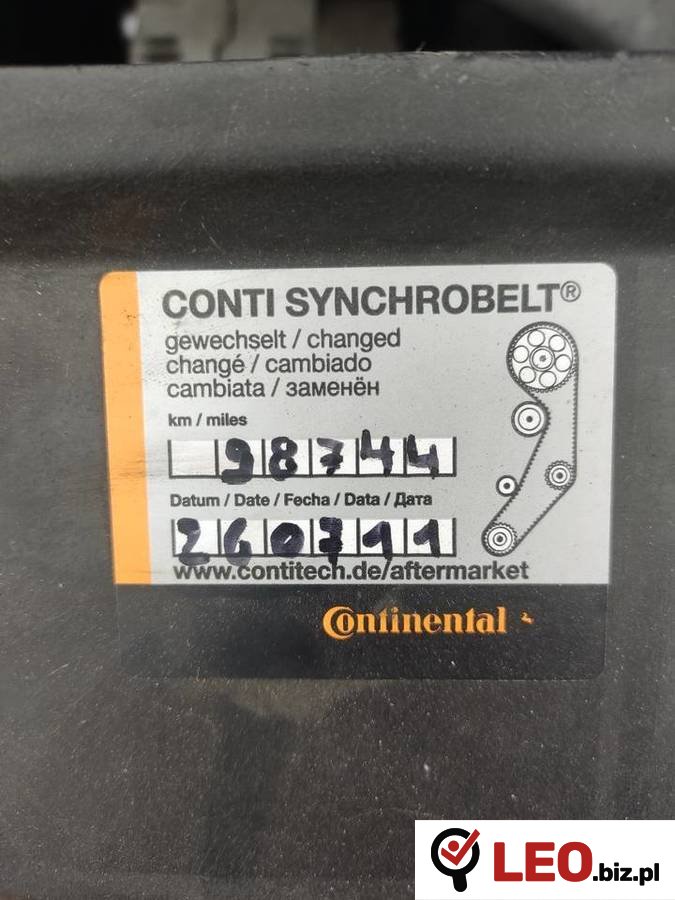 CONTI SYNCHROBELT®
gewechselt / changed
changé / cambiado
cambiata / заменён
km / miles
98744
Datum / Date / Fecha / Data / Дата
260711
www.contitech.de/aftermarket
Continental
LEO.biz.pl